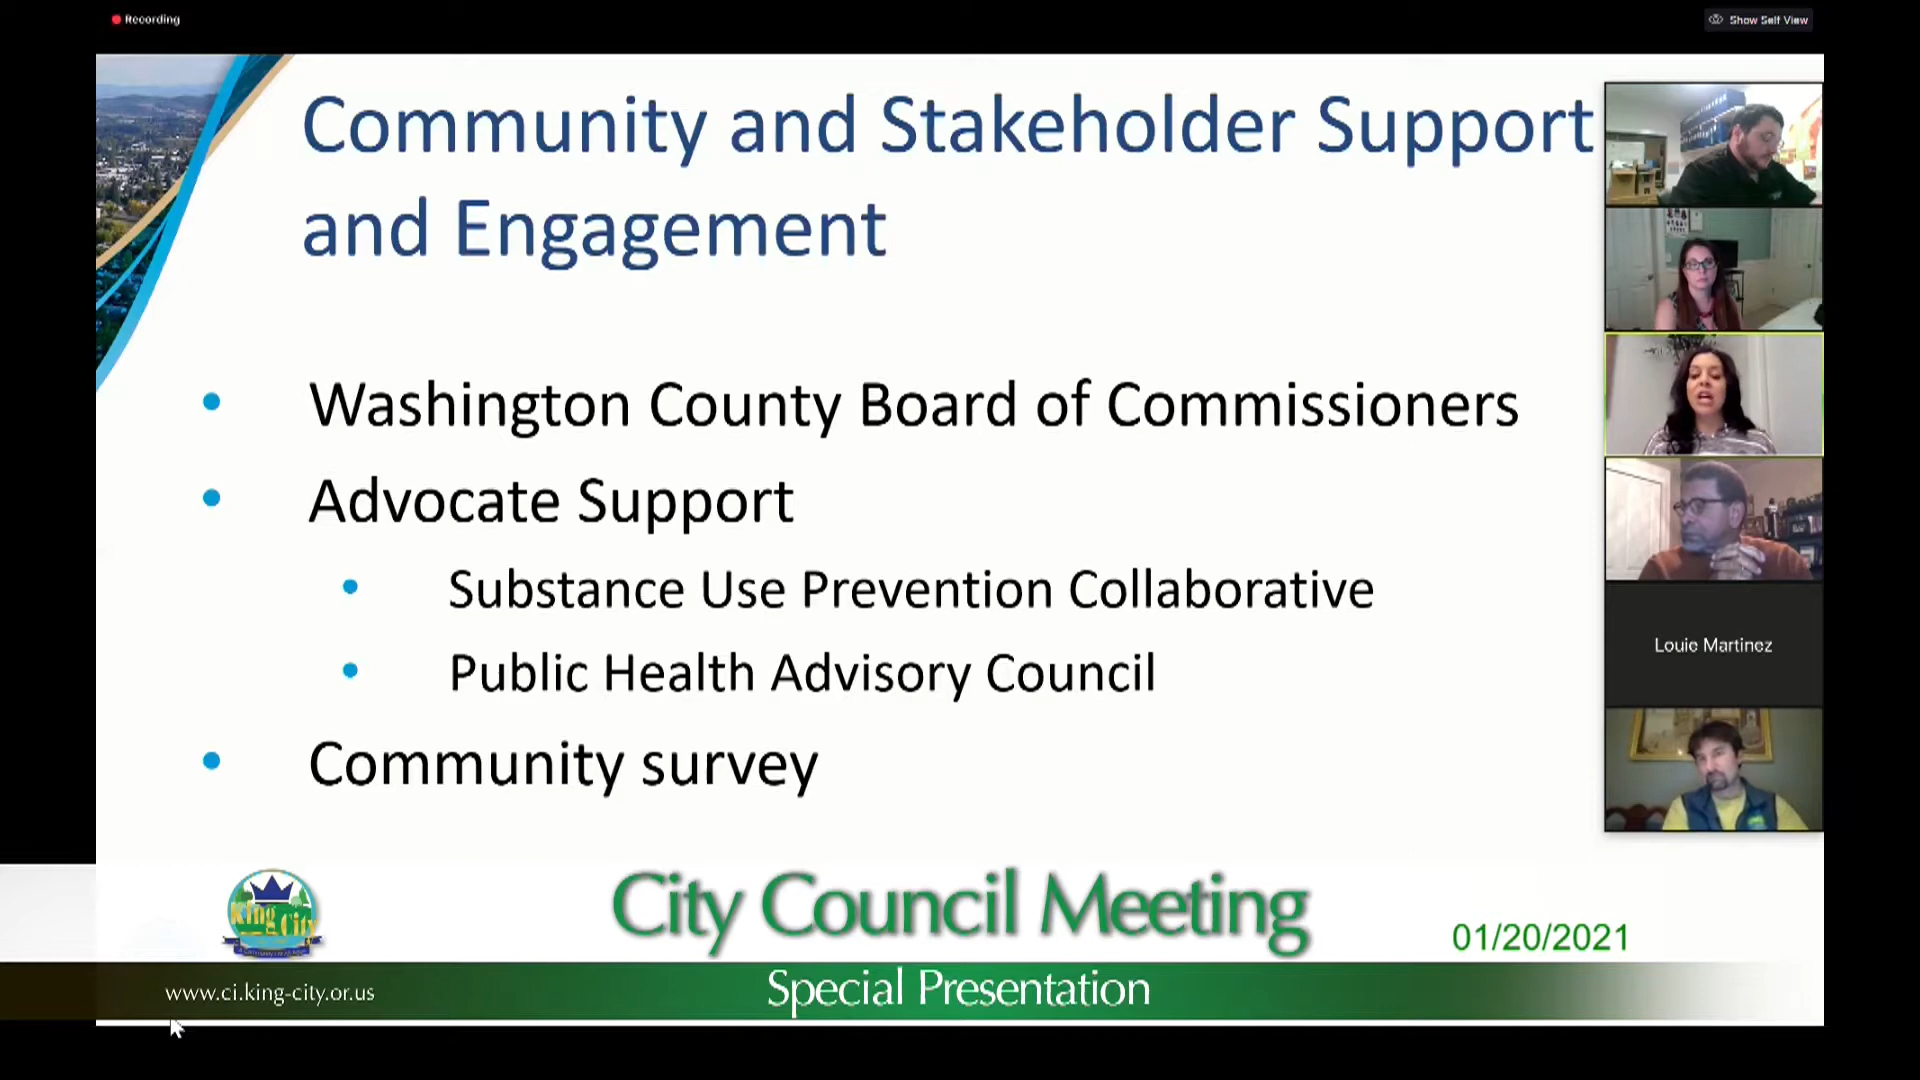 Recording
Show Self View
Community and Stakeholder Support
and Engagement
• Washington County Board of Commissioners
• Advocate Support
• Substance Use Prevention Collaborative
• Public Health Advisory Council
• Community survey
Louie Martinez
King City
City Council Meeting
01/20/2021
www.ci.king-city.or.us
Special Presentation